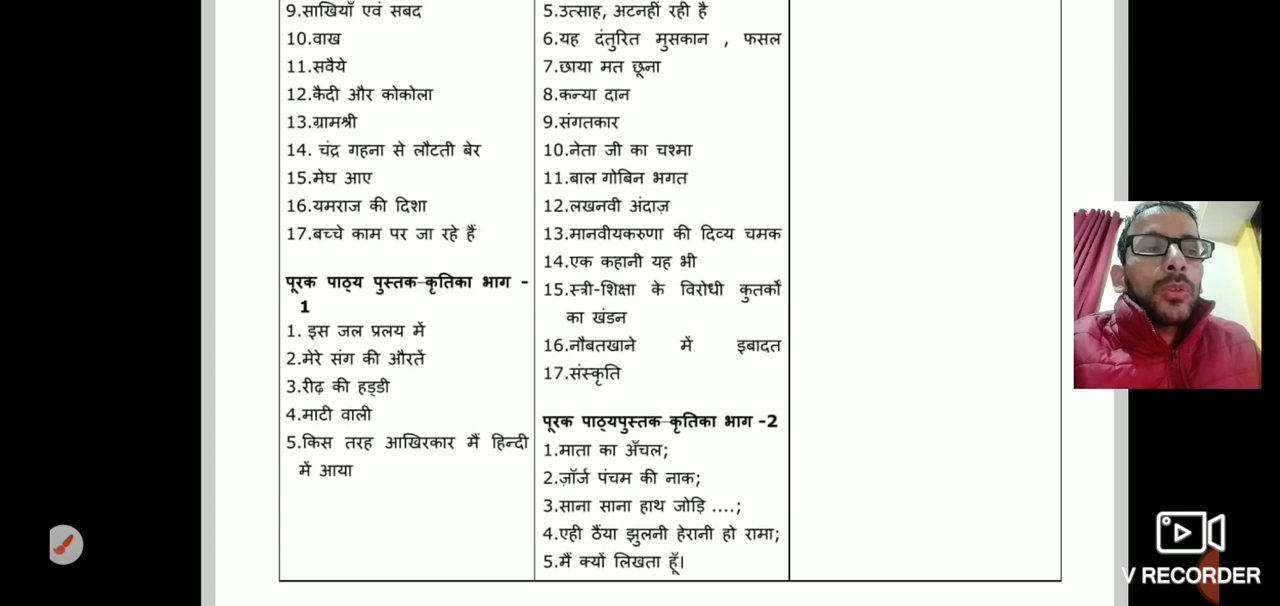 9.साखियाँ एवं सबद
10.वाख
11.सवैये
12.कैदी और कोकोला
13.ग्रामश्री
14. चंद्र गहना से लौटती बेर
15.मेघ आए
16.यमराज की दिशा
17.बच्चे काम पर जा रहे हैं
पूरक पाठ्य पुस्तक-कृतिका भाग -
1
1. इस जल प्रलय में
2.मेरे संग की औरतें
3.रीढ़ की हड्डी
4.माटी वाली
5.किस तरह आखिरकार मैं हिन्दी
में आया
5.उत्साह, अटनहीं रही है
6.यह दंतुरित मुसकान , फसल
7.छाया मत छूना
8.कन्या दान
9.संगतकार
10.नेता जी का चश्मा
11.बाल गोबिन भगत
12.लखनवी अंदाज़
13.मानवीयकरुणा की दिव्य चमक
14.एक कहानी यह भी
15.स्त्री-शिक्षा के विरोधी कुतर्कों
का खंडन
16.नौबतखाने में इबादत
17.संस्कृति
पूरक पाठ्यपुस्तक-कृतिका भाग -2
1.माता का अँचल;
2.ज़ॉर्ज पंचम की नाक;
3.साना साना हाथ जोड़ि ....;
4.एही ठैंया झुलनी हेरानी हो रामा;
5.मैं क्यों लिखता हूँ।
V RECORDER